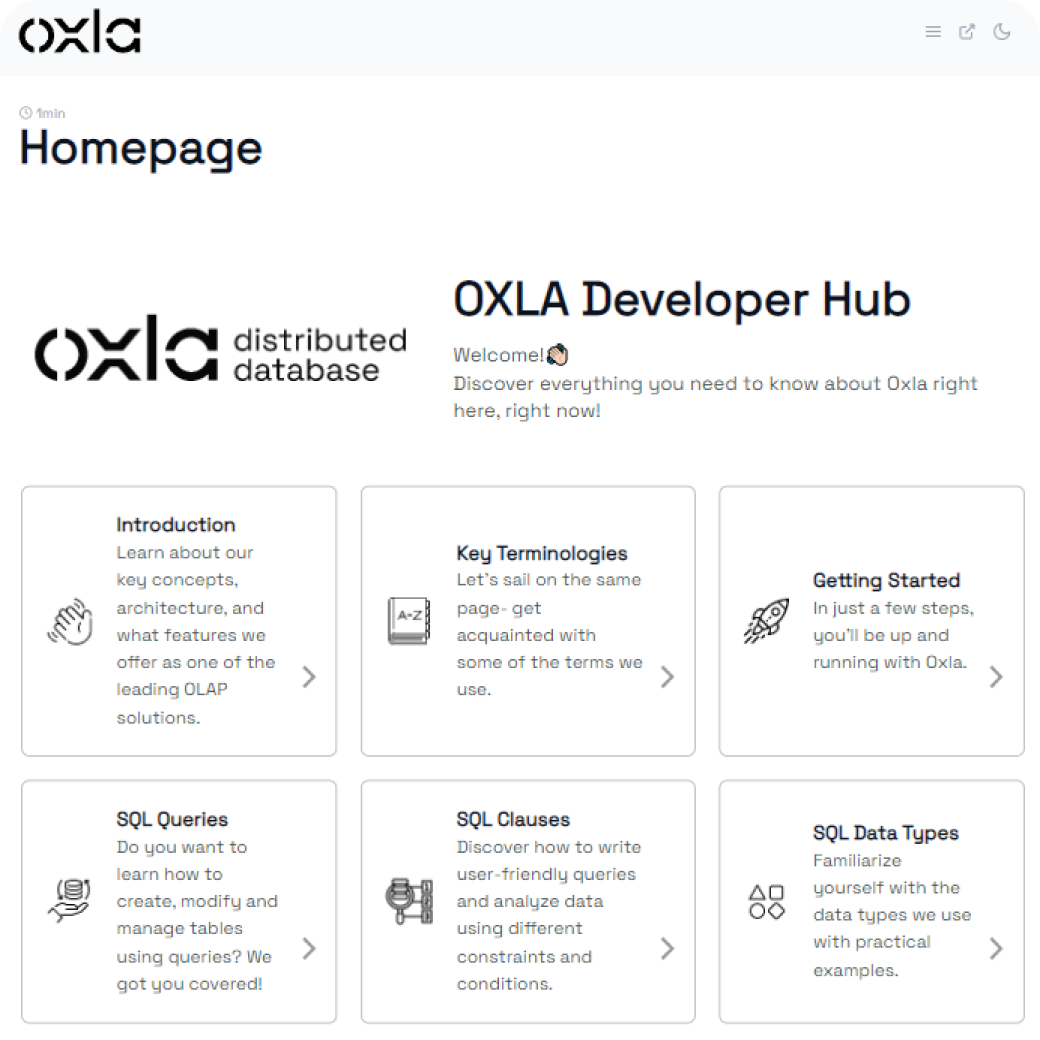 oxla
1min
Homepage
oxla distributed
database
OXLA Developer Hub
Welcome!👋🏻
Discover everything you need to know about Oxla right
here, right now!
Introduction
Learn about our
key concepts,
architecture, and
what features we
offer as one of the
leading OLAP
solutions.
A-Z
Key Terminologies
Let's sail on the same
page- get
acquainted with
some of the terms we
use.
Getting Started
In just a few steps,
you'll be up and
running with Oxla.
SQL Queries
Do you want to
learn how to
create, modify and
manage tables
using queries? We
got you covered!
SQL Clauses
Discover how to write
user-friendly queries
and analyze data
using different
constraints and
conditions.
SQL Data Types
Familiarize
yourself with the
data types we use
with practical
examples.